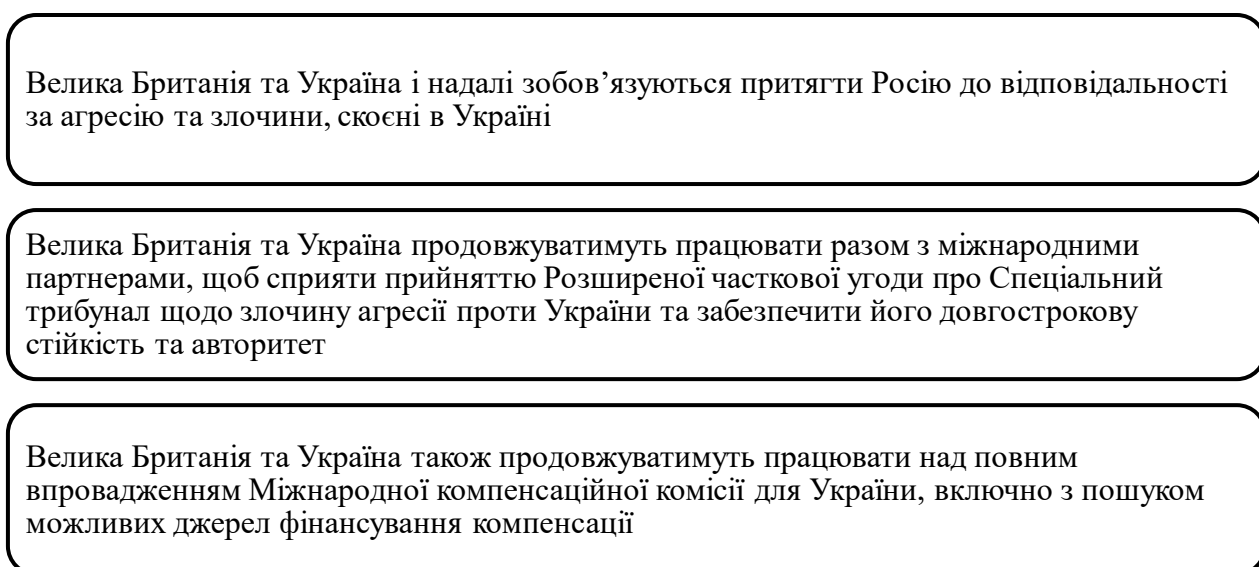 Велика Британія та Україна і надалі зобов’язуються притягти Росію до відповідальності
за агресію та злочини, скоєні в Україні
Велика Британія та Україна продовжуватимуть працювати разом з міжнародними
партнерами, щоб сприяти прийняттю Розширеної часткової угоди про Спеціальний
трибунал щодо злочину агресії проти України та забезпечити його довгострокову
стійкість та авторитет
Велика Британія та Україна також продовжуватимуть працювати над повним
впровадженням Міжнародної компенсаційної комісії для України, включно з пошуком
можливих джерел фінансування компенсації